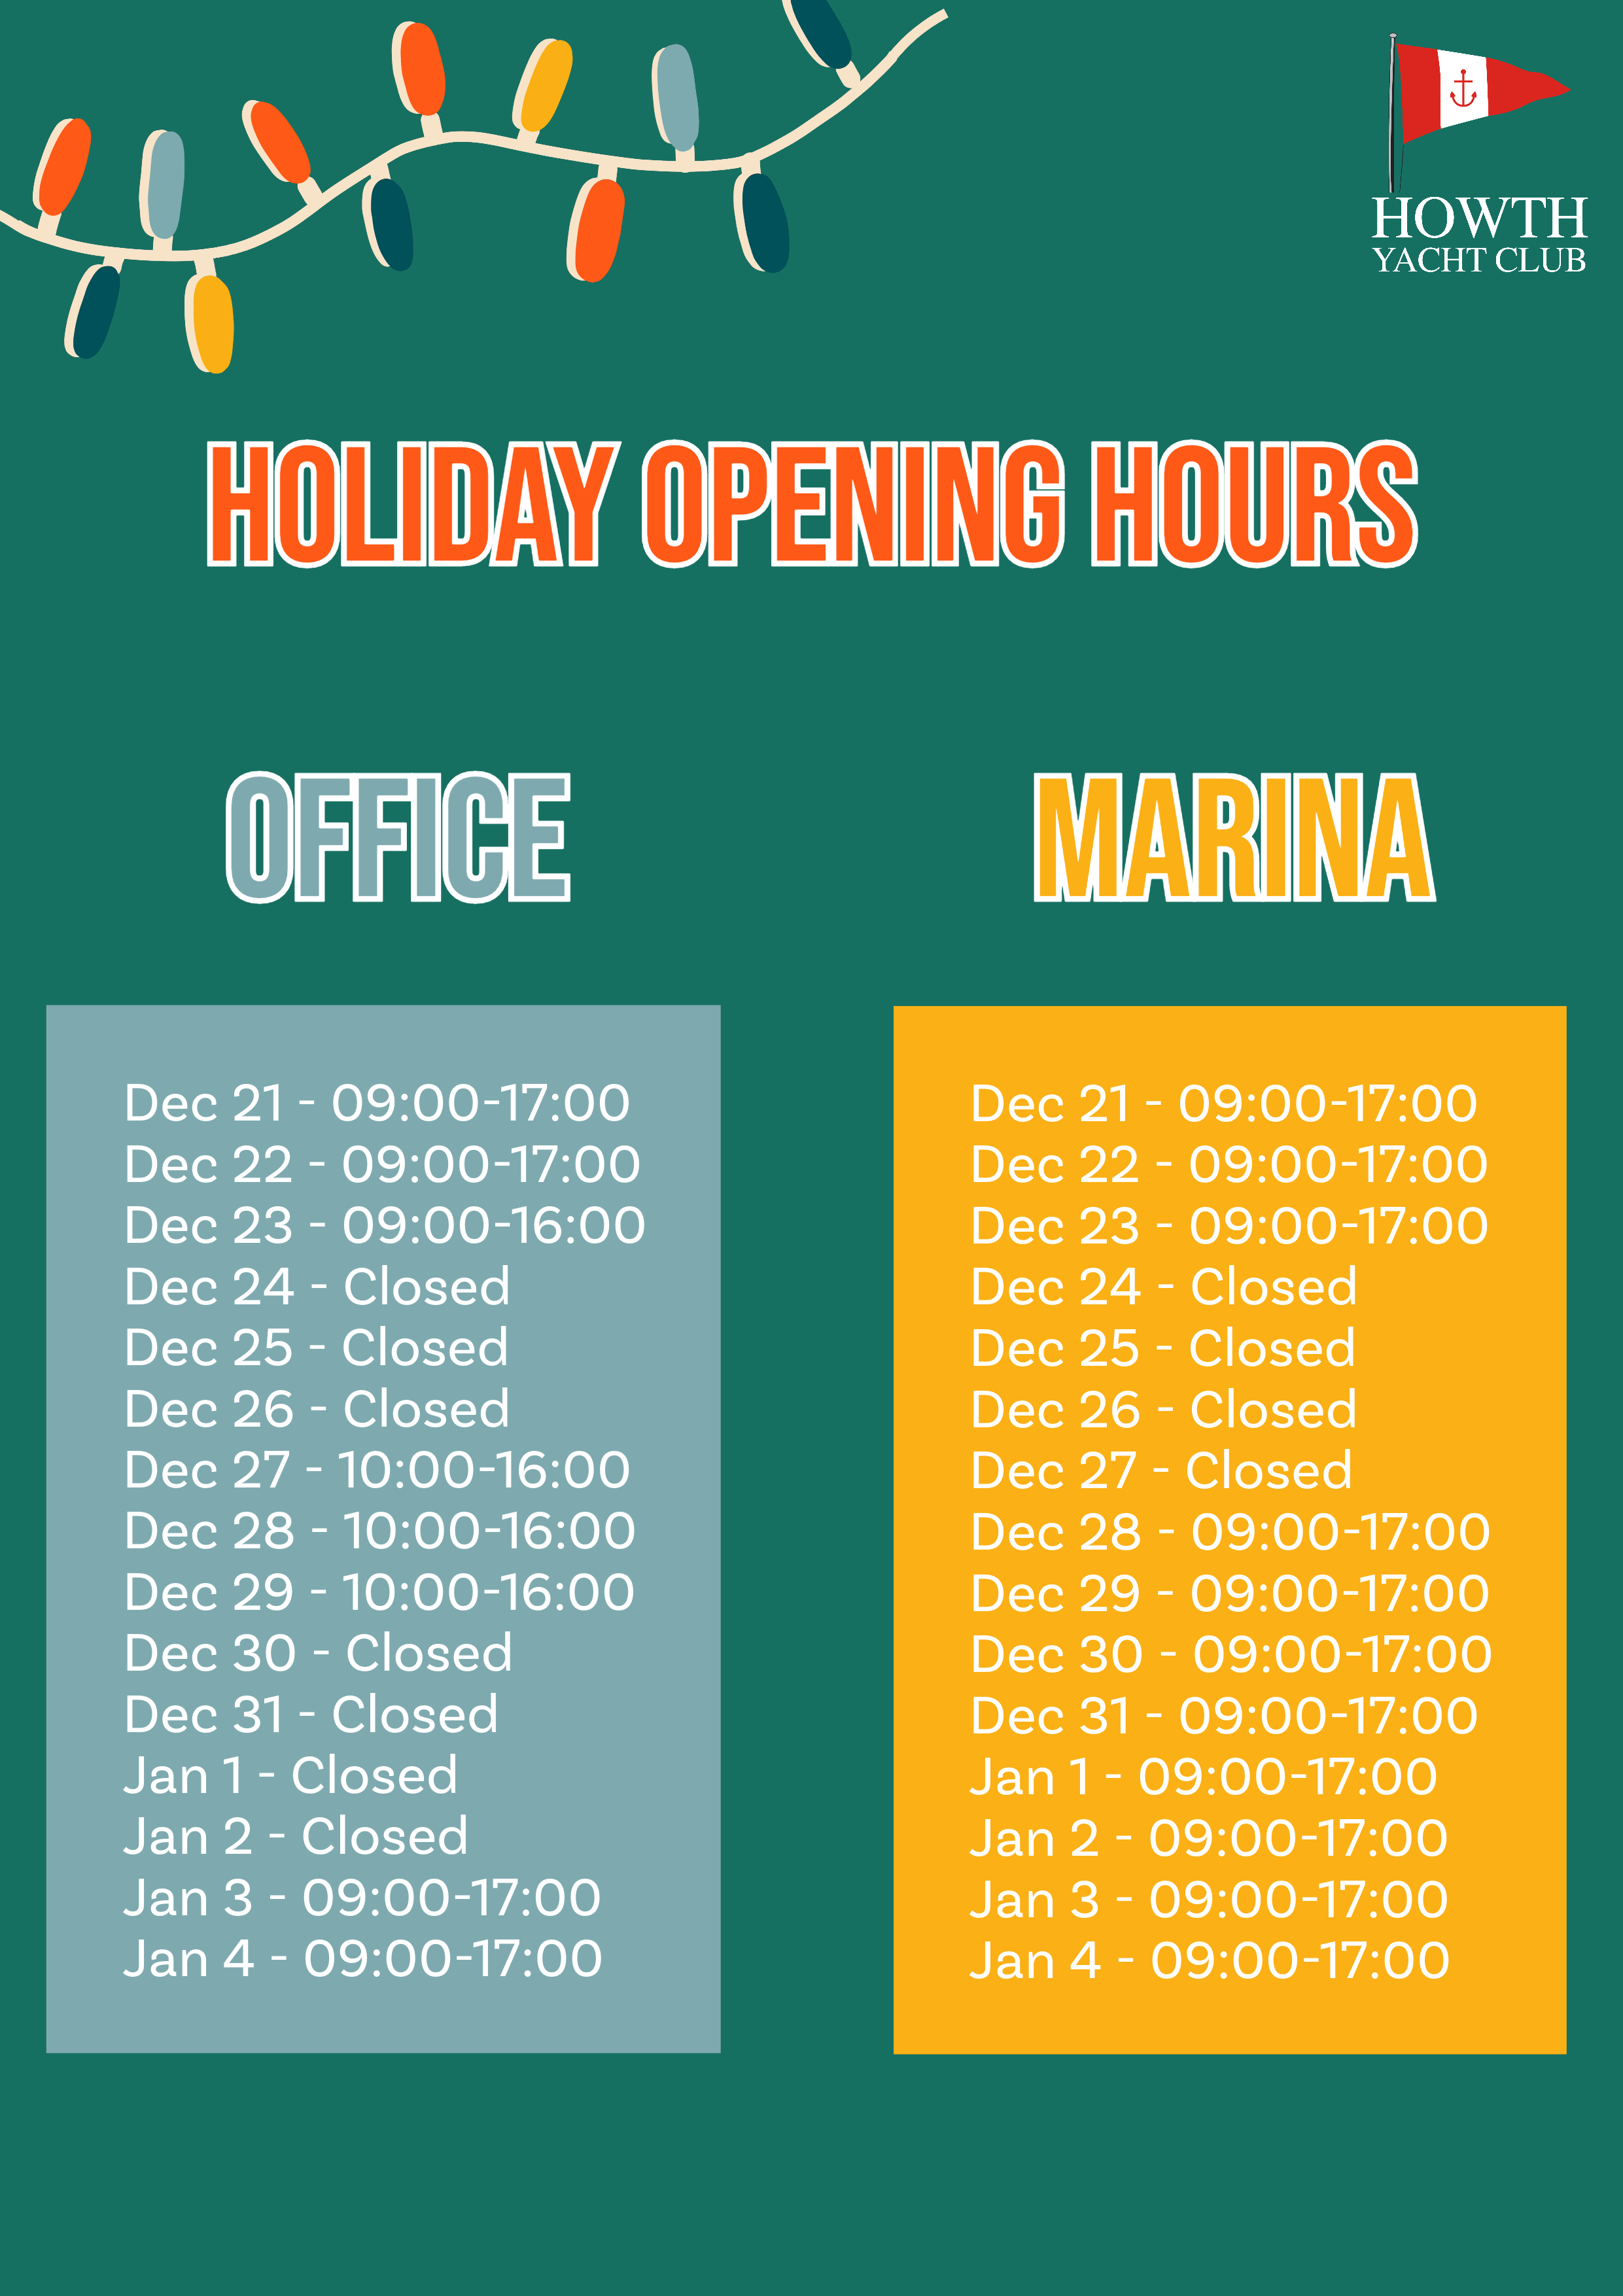 HOWTH
YACHT CLUB
HOLIDAY OPENING HOURS
OFFICE
Dec 21 - 09:00-17:00
Dec 22 - 09:00-17:00
Dec 23 - 09:00-16:00
Dec 24 - Closed
Dec 25 - Closed
Dec 26 - Closed
Dec 27 - 10:00-16:00
Dec 28 - 10:00-16:00
Dec 29 - 10:00-16:00
Dec 30 - Closed
Dec 31 - Closed
Jan 1 - Closed
Jan 2 - Closed
Jan 3 - 09:00-17:00
Jan 4 - 09:00-17:00
MARINA
Dec 21 - 09:00-17:00
Dec 22 - 09:00-17:00
Dec 23 - 09:00-17:00
Dec 24 - Closed
Dec 25 - Closed
Dec 26 - Closed
Dec 27 - Closed
Dec 28 - 09:00-17:00
Dec 29 - 09:00-17:00
Dec 30 - 09:00-17:00
Dec 31 - 09:00-17:00
Jan 1 - 09:00-17:00
Jan 2 - 09:00-17:00
Jan 3 - 09:00-17:00
Jan 4 - 09:00-17:00